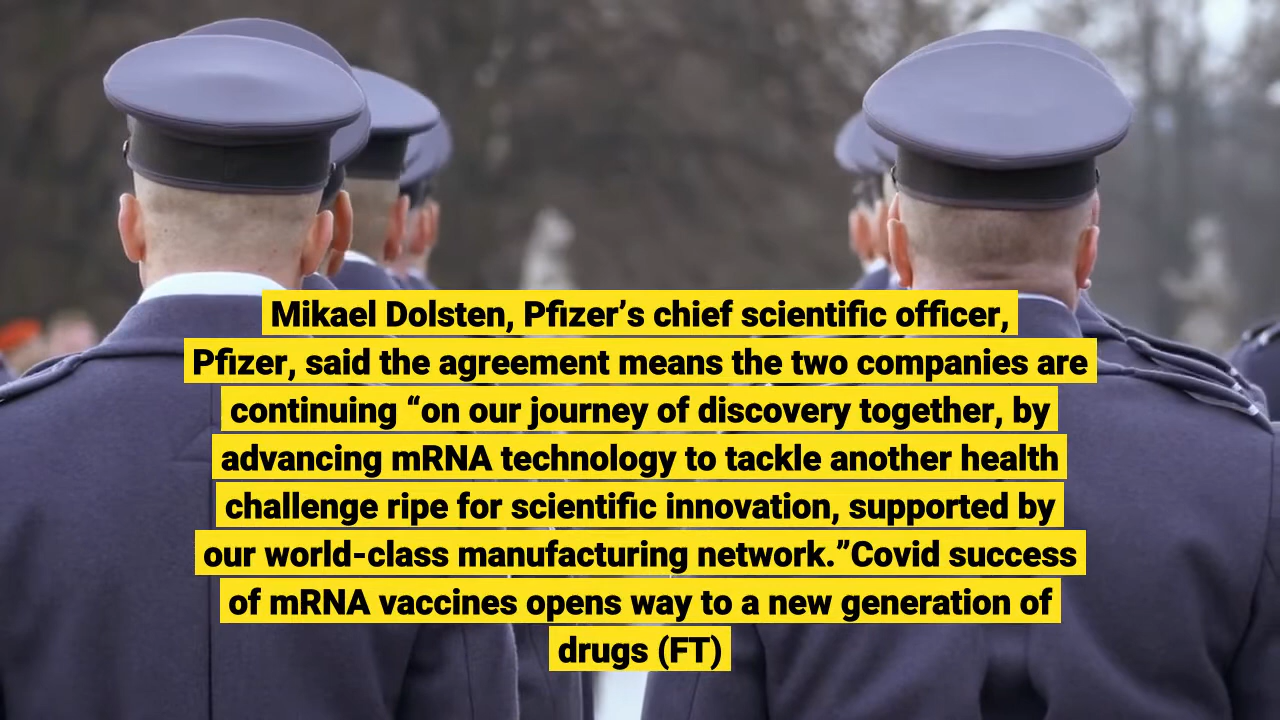 Mikael Dolsten, Pfizer’s chief scientific officer,
Pfizer, said the agreement means the two companies are
continuing “on our journey of discovery together, by
advancing mRNA technology to tackle another health
challenge ripe for scientific innovation, supported by
our world-class manufacturing network.”Covid success
of mRNA vaccines opens way to a new generation of
drugs (FT)